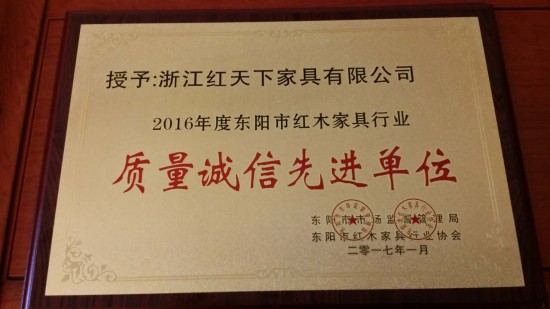 授予:浙江红天下家具有限公司
2016年度东阳市红木家具行业
质量诚信先进单位
东阳市市场监督管理局
东阳市红木家具行业协会
二零一七年一月